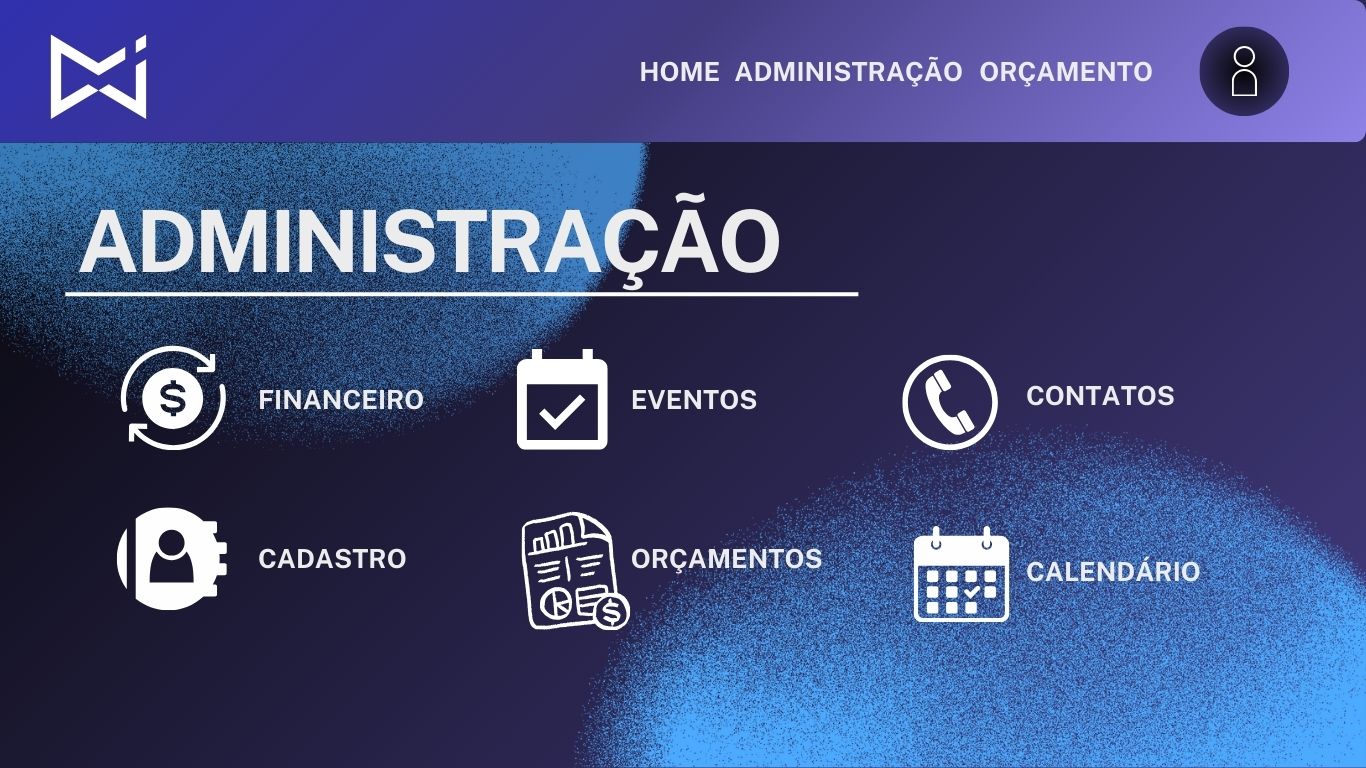 HOME ADMINISTRAÇÃO ORÇAMENTO
ADMINISTRAÇÃO
FINANCEIRO
EVENTOS
CONTATOS
CADASTRO
ORÇAMENTOS
CALENDÁRIO